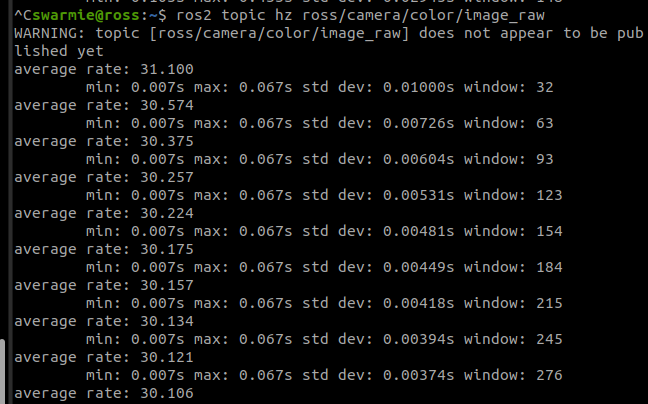 ^Cswarmie@ross:~$ ros2 topic hz ross/camera/color/image_raw
WARNING: topic [ross/camera/color/image_raw] does not appear to be pub
lished yet
average rate: 31.100
        min: 0.007s max: 0.067s std dev: 0.01000s window: 32
average rate: 30.574
        min: 0.007s max: 0.067s std dev: 0.00726s window: 63
average rate: 30.375
        min: 0.007s max: 0.067s std dev: 0.00604s window: 93
average rate: 30.257
        min: 0.007s max: 0.067s std dev: 0.00531s window: 123
average rate: 30.224
        min: 0.007s max: 0.067s std dev: 0.00481s window: 154
average rate: 30.175
        min: 0.007s max: 0.067s std dev: 0.00449s window: 184
average rate: 30.157
        min: 0.007s max: 0.067s std dev: 0.00418s window: 215
average rate: 30.134
        min: 0.007s max: 0.067s std dev: 0.00394s window: 245
average rate: 30.121
        min: 0.007s max: 0.067s std dev: 0.00374s window: 276
average rate: 30.106